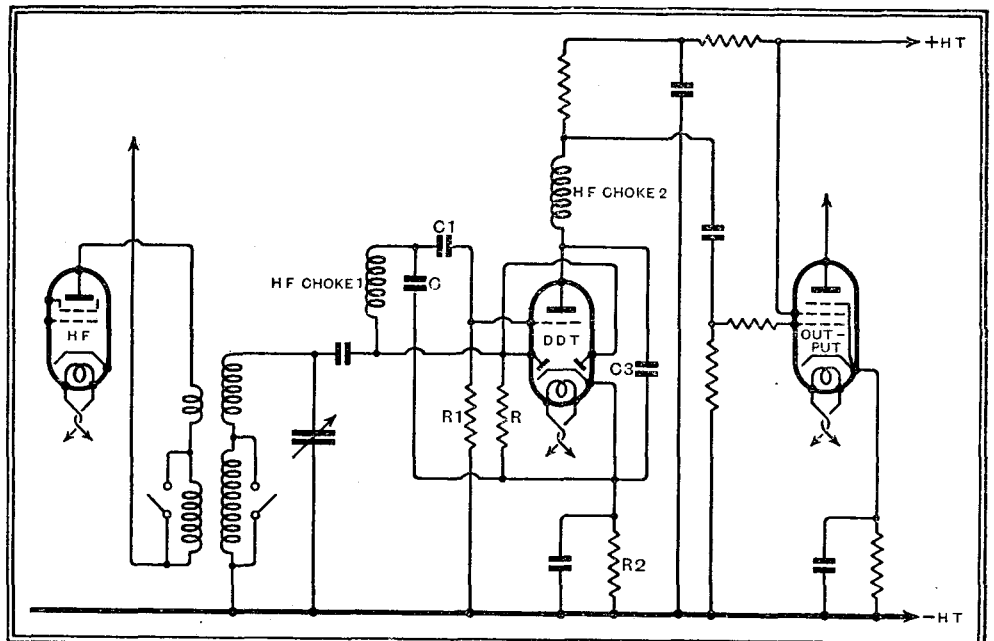 +HT
HF CHOKE 2
C1
HF CHOKE 1
C
HF
DDT
OUT-
PUT
C3
R1
R
R2
-HT